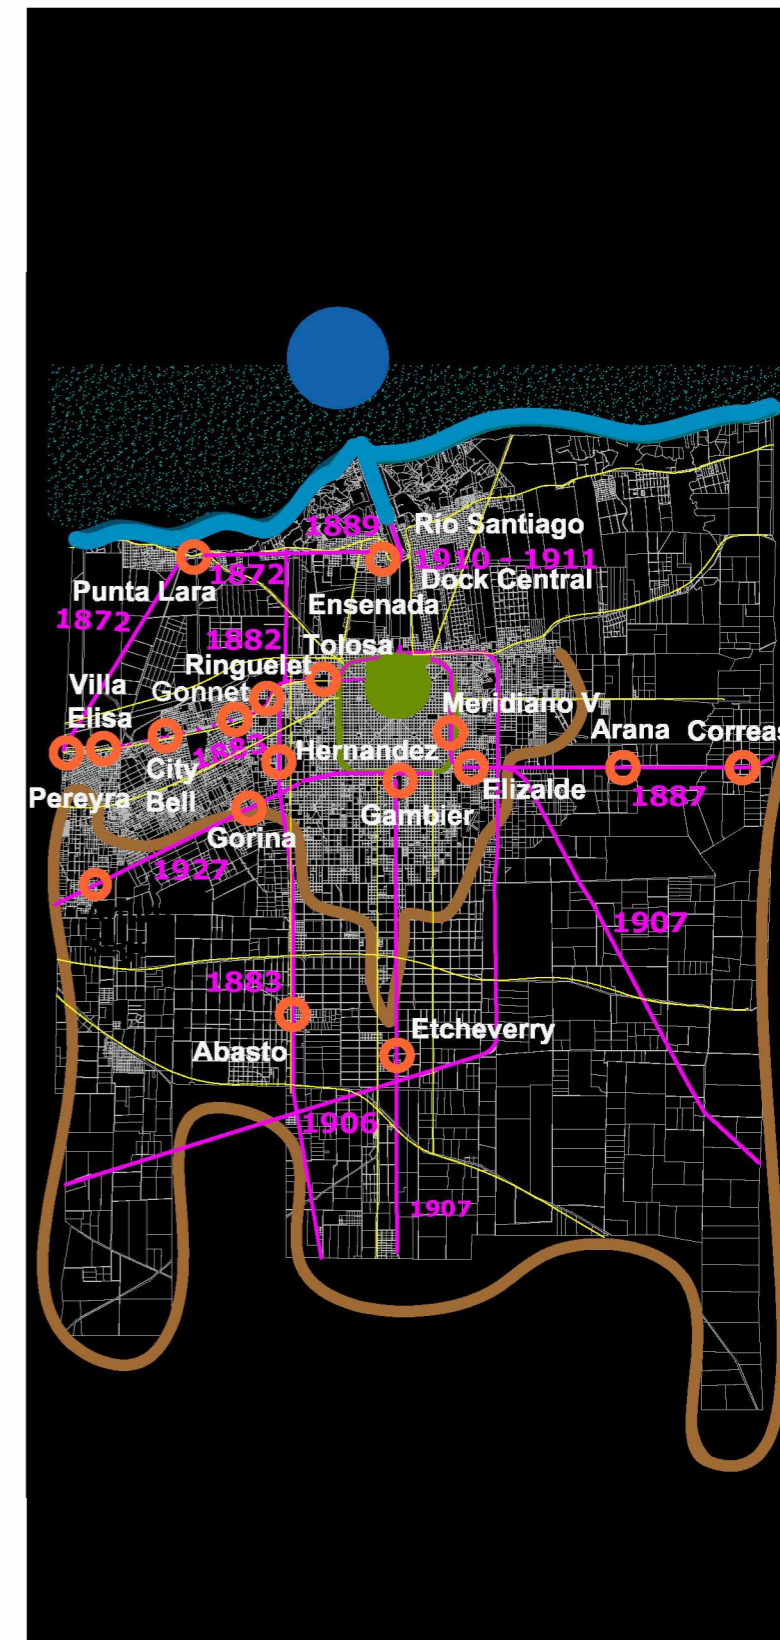 1889
Río Santiago
1910 - 1911
1872
Dock Central
Punta Lara
Ensenada
1872
1882
Tolosa
Ringuelet
Villa
Elisa
Gonnet
Meridiano V
Arana
Correas
1883
Hernandez
City
Bell
Elizalde
Pereyra
1887
Gambier
Gorina
1927
1907
1883
Etcheverry
Abasto
1906
1907